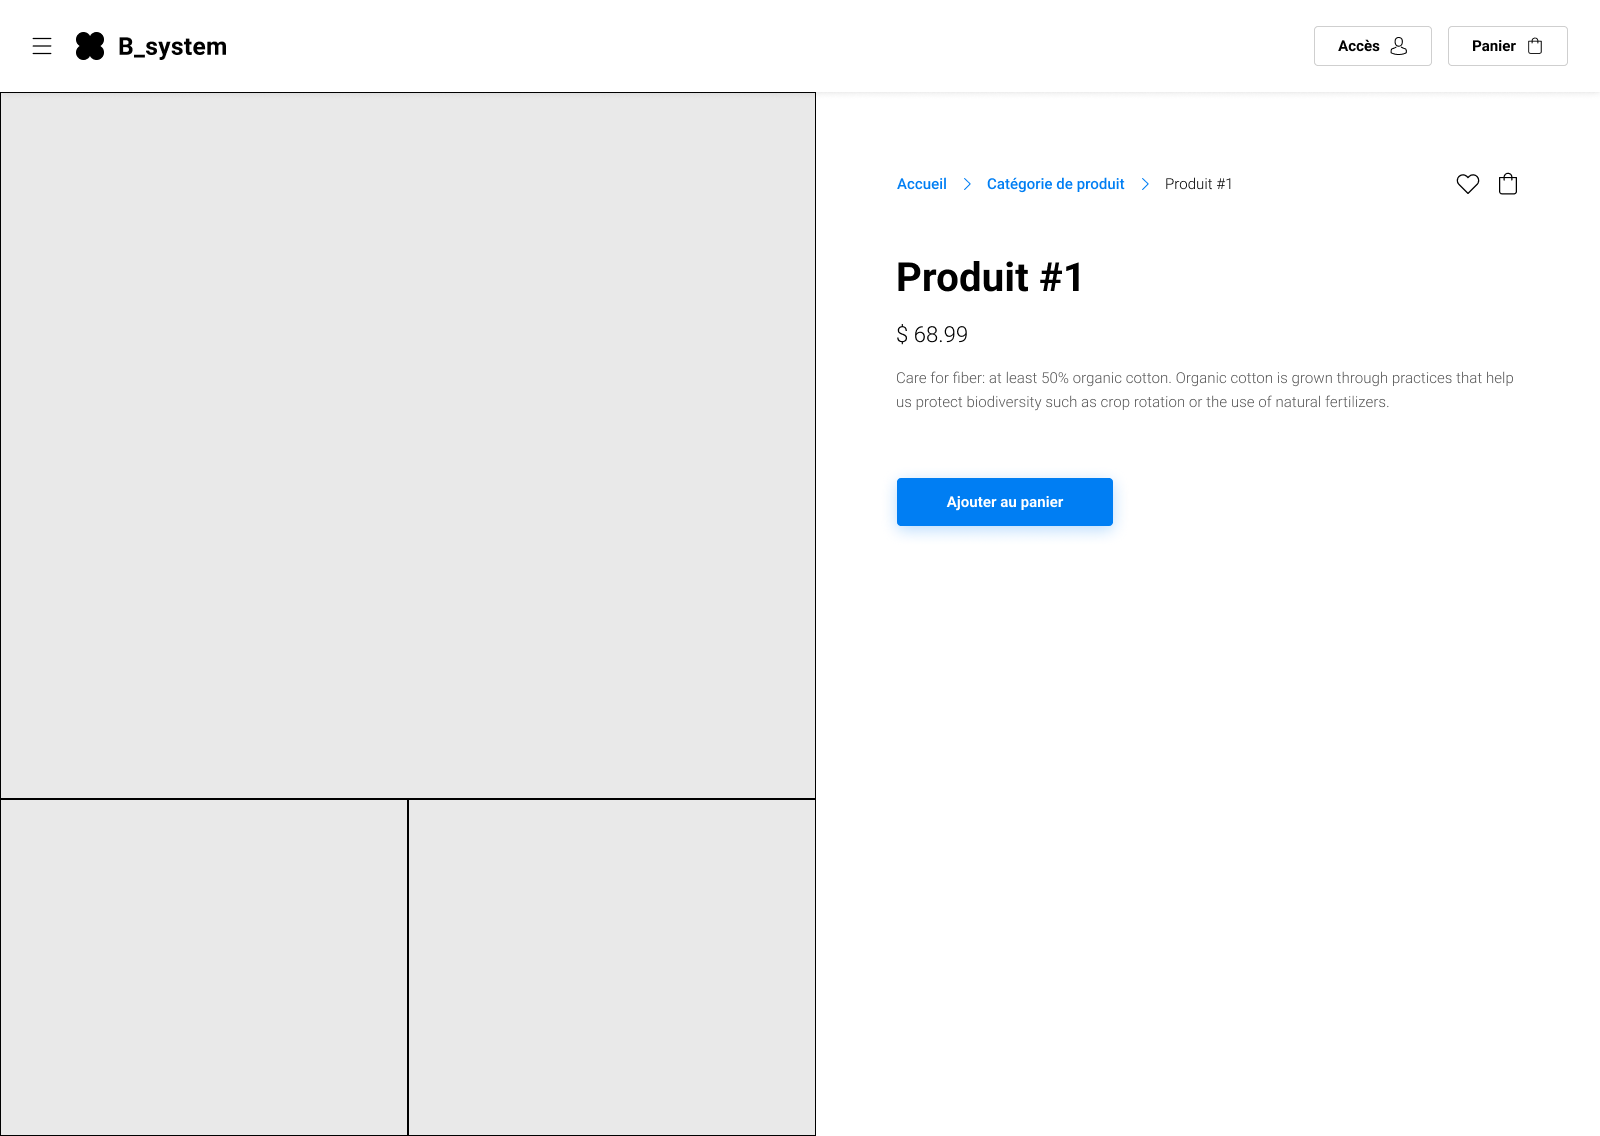 B_system
Accès
Panier
Accueil
Catégorie de produit
Produit #1
Produit #1
$ 68.99
Care for fiber: at least 50% organic cotton. Organic cotton is grown through practices that help
us protect biodiversity such as crop rotation or the use of natural fertilizers.
Ajouter au panier